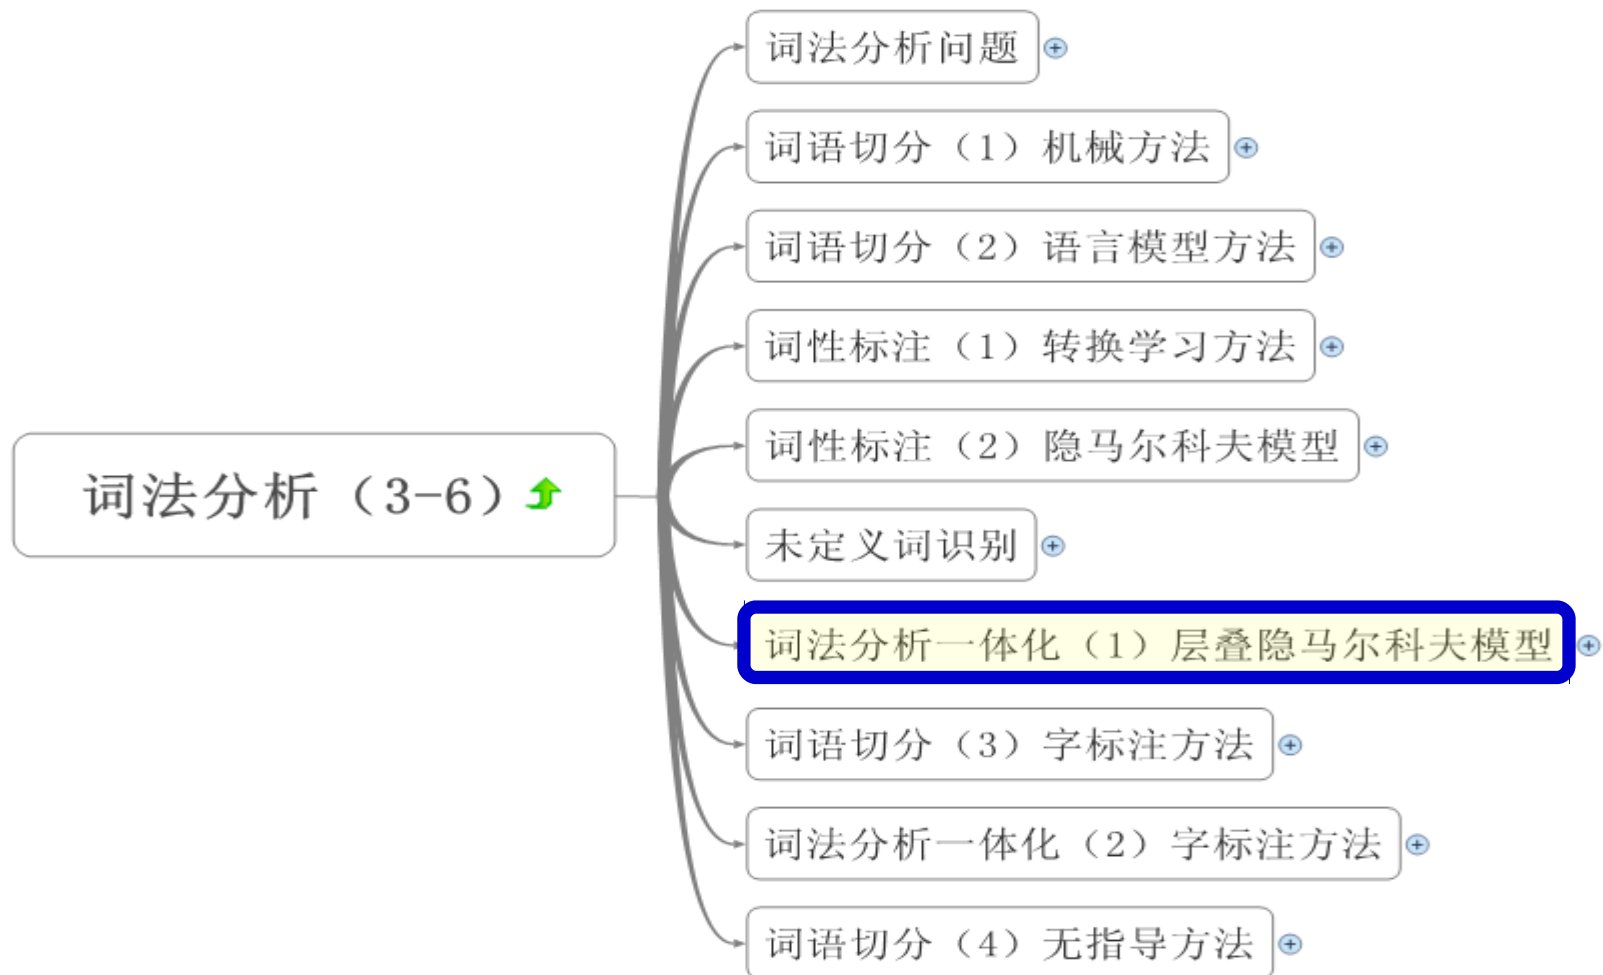 词法分析问题
词语切分（1）机械方法
词语切分（2）语言模型方法
词性标注（1）转换学习方法
词性标注（2）隐马尔科夫模型
词法分析（3-6）
未定义词识别
词法分析一体化（1）层叠隐马尔科夫模型
词语切分（3）字标注方法
词法分析一体化（2）字标注方法
词语切分（4）无指导方法